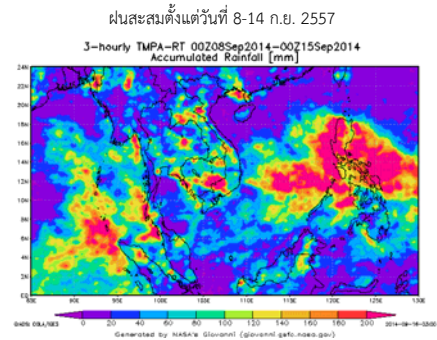 ฝนสะสมตั้งแต่วันที่ 8-14 ก.ย. 2557
3-hourly TMPA-RT 00Z08Sep2014-00Z15Sep2014
Accumulated Rainfall [mm]
24N
22N
20N
18N
16N
14N
12N
10N
8N
6N
4N
2N
EQ
90E 95E 100E 105E 110E 115E 120E 125E 130E
0 20 40 60 80 100 120 140 160 180 200
GrADS: COLA/IGES
Generated by NASA's Giovanni (giovanni.gsfc.nasa.gov)